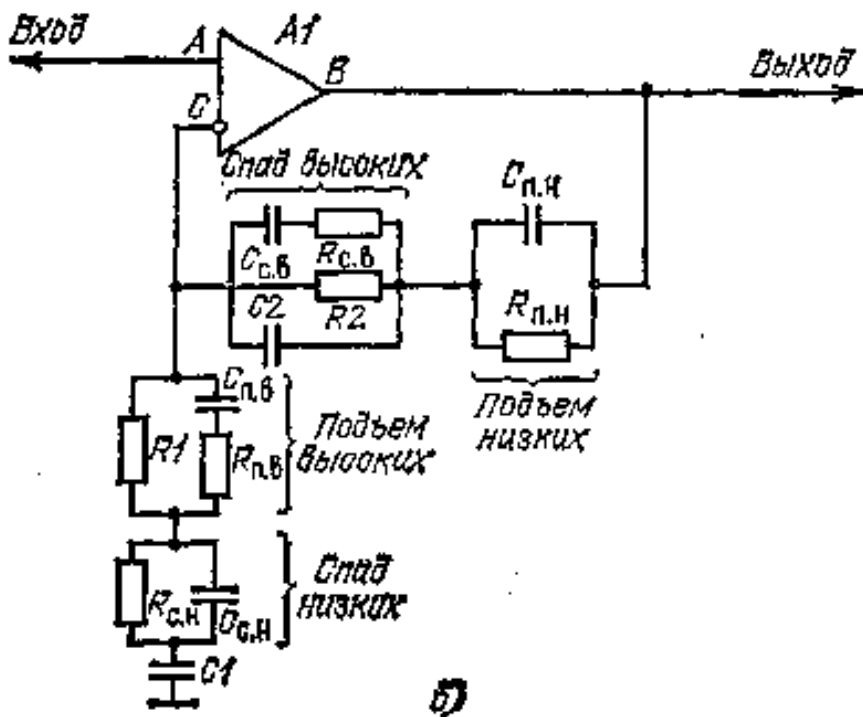 Вход
A
A1
B
Выход
C
Спад высоких
Cс.в
Rс.в
C2
R2
Cп.н
Rп.н
Подъем
низких
Cп.в
R1
Rп.в
Подъем
высоких
Rс.н
Cс.н
Спад
низких
C1
б)